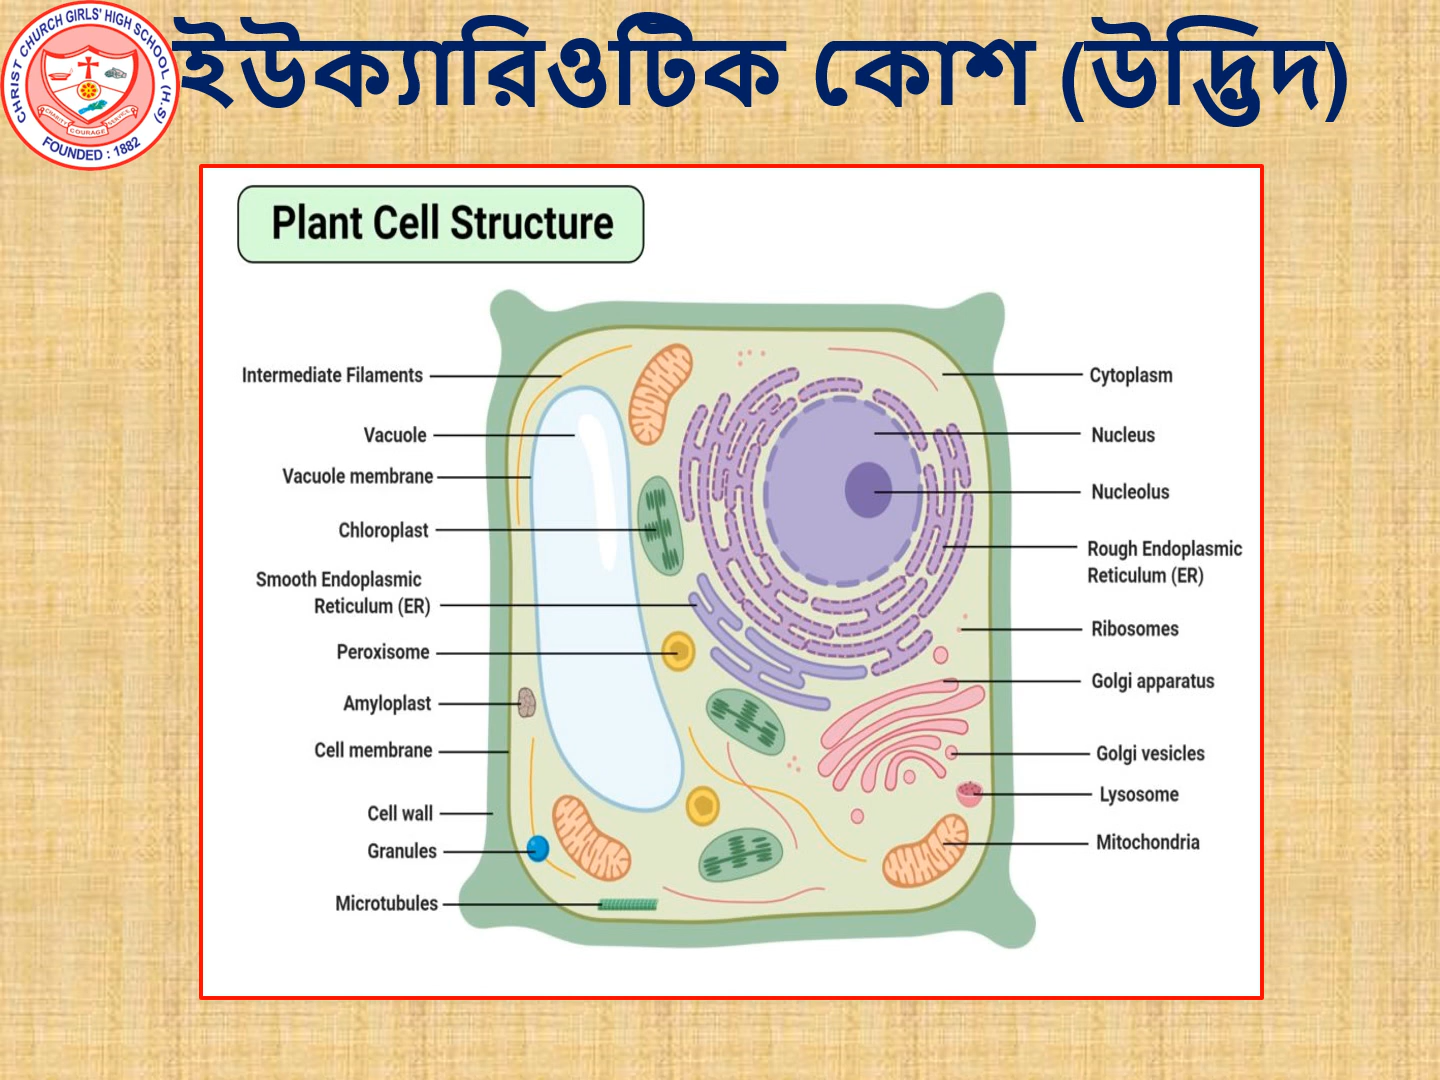 CHRIST CHURCH GIRLS' HIGH SCHOOL (H.S)
CHARITY COURAGE SERVICE
FOUNDED : 1882
ইউক্যারিওটিক কোশ (উদ্ভিদ)
Plant Cell Structure
Intermediate Filaments
Vacuole
Vacuole membrane
Chloroplast
Smooth Endoplasmic
Reticulum (ER)
Peroxisome
Amyloplast
Cell membrane
Cell wall
Granules
Microtubules
Cytoplasm
Nucleus
Nucleolus
Rough Endoplasmic
Reticulum (ER)
Ribosomes
Golgi apparatus
Golgi vesicles
Lysosome
Mitochondria